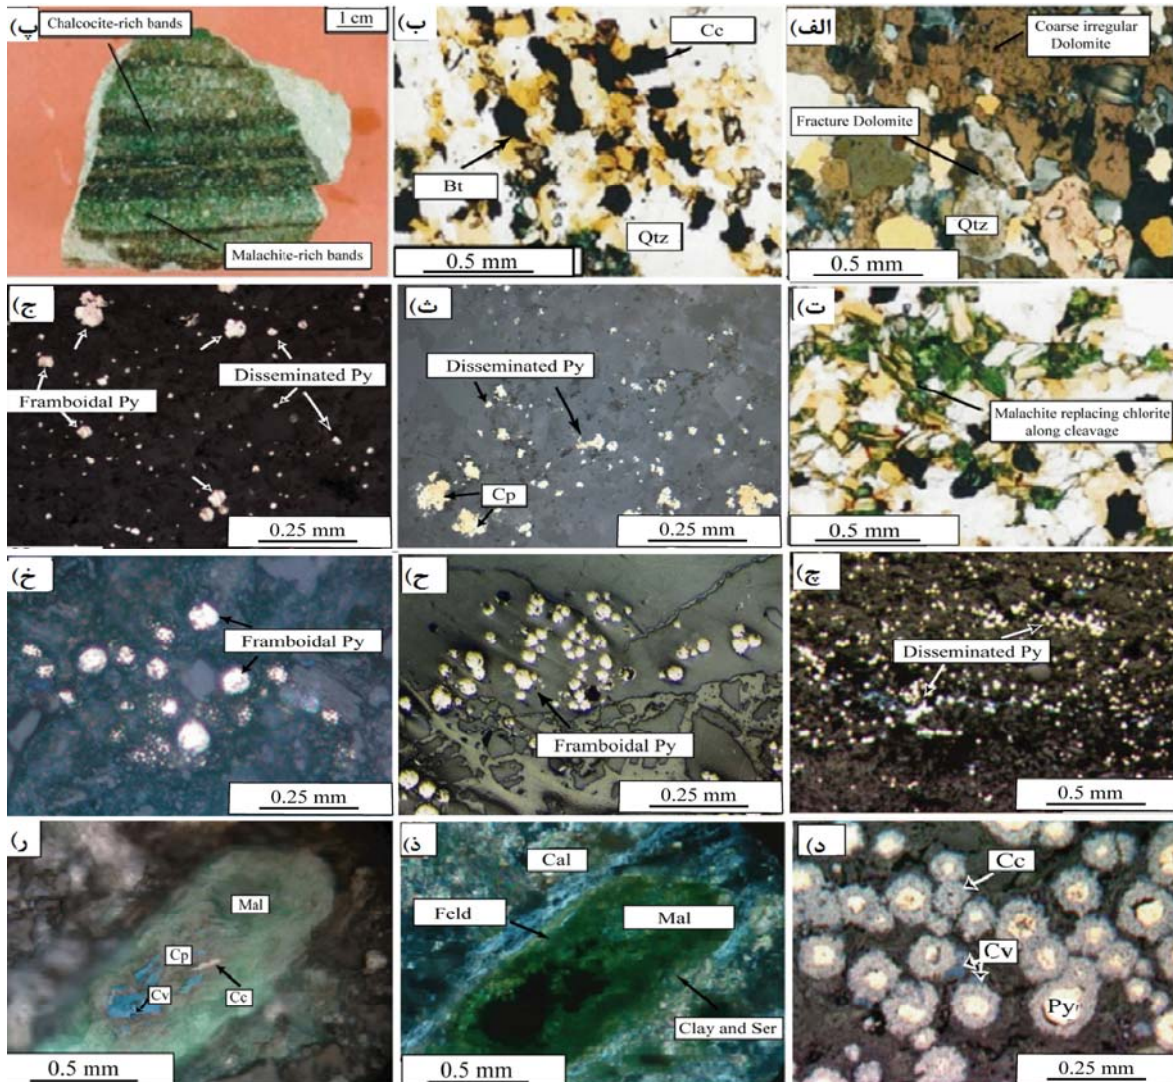 الف)
Coarse irregular
Dolomite
Fracture Dolomite
Qtz
0.5 mm
ب)
Cc
Bt
Qtz
0.5 mm
پ)
Chalcocite-rich bands
1 cm
Malachite-rich bands
ت)
Malachite replacing chlorite
along cleavage
0.5 mm
ث)
Disseminated Py
Cp
0.25 mm
ج)
Disseminated Py
Framboidal Py
0.25 mm
چ)
Disseminated Py
0.5 mm
ح)
Framboidal Py
0.25 mm
خ)
Framboidal Py
0.25 mm
د)
Cc
Cv
Py
0.25 mm
ذ)
Cal
Feld
Mal
Clay and Ser
0.5 mm
ر)
Mal
Cp
Cv
Cc
0.5 mm